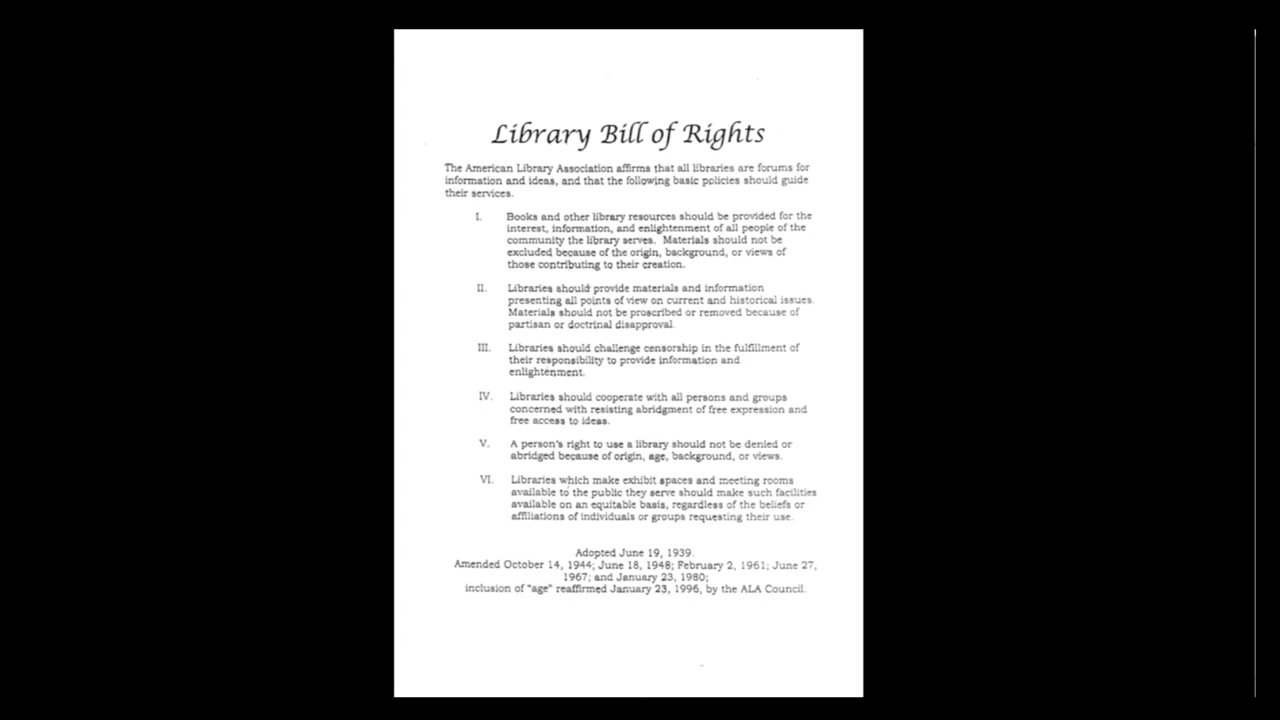 Library Bill of Rights
The American Library Association affirms that all libraries are forums for
information and ideas, and that the following basic policies should guide
their services.
I. Books and other library resources should be provided for the
interest, information, and enlightenment of all people of the
community the library serves. Materials should not be
excluded because of the origin, background, or views of
those contributing to their creation.
II. Libraries should provide materials and information
presenting all points of view on current and historical issues.
Materials should not be proscribed or removed because of
partisan or doctrinal disapproval.
III. Libraries should challenge censorship in the fulfillment of
their responsibility to provide information and
enlightenment.
IV. Libraries should cooperate with all persons and groups
concerned with resisting abridgment of free expression and
free access to ideas.
V. A person's right to use a library should not be denied or
abridged because of origin, age, background, or views.
VI. Libraries which make exhibit spaces and meeting rooms
available to the public they serve should make such facilities
available on an equitable basis, regardless of the beliefs or
affiliations of individuals or groups requesting their use.
Adopted June 19, 1939.
Amended October 14, 1944; June 18, 1948; February 2, 1961; June 27,
1967; and January 23, 1980;
inclusion of "age" reaffirmed January 23, 1996, by the ALA Council.